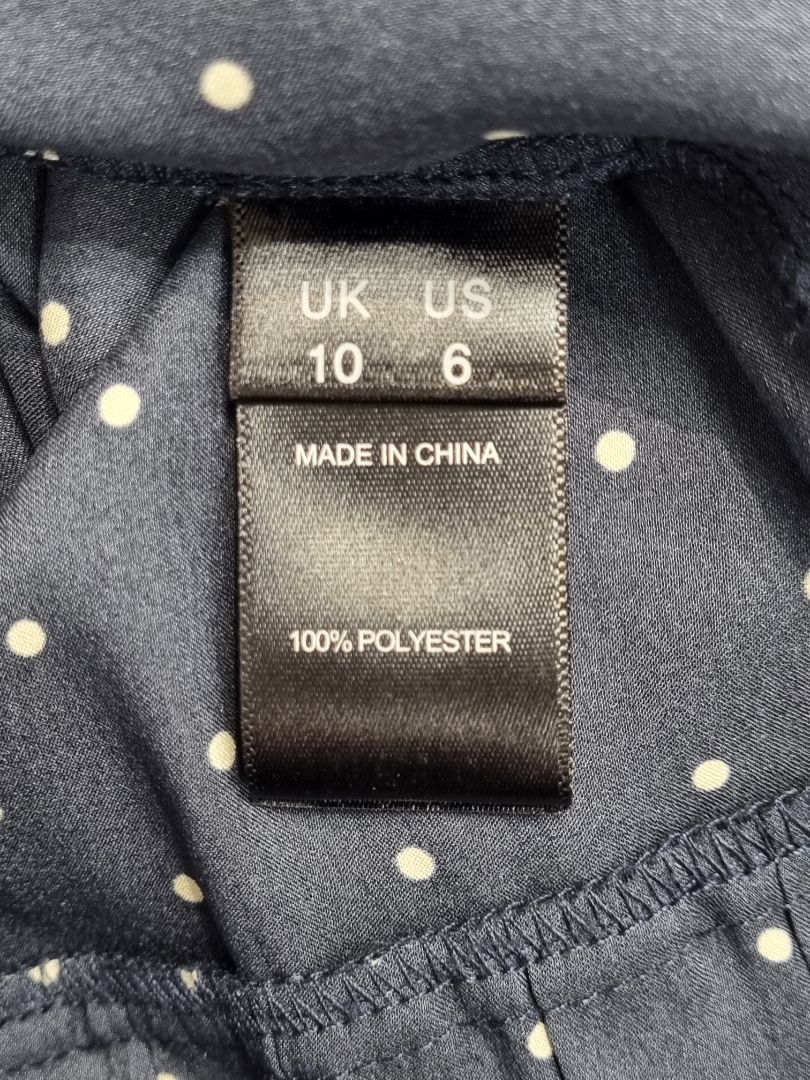 UK US
10 6
MADE IN CHINA
100% POLYESTER